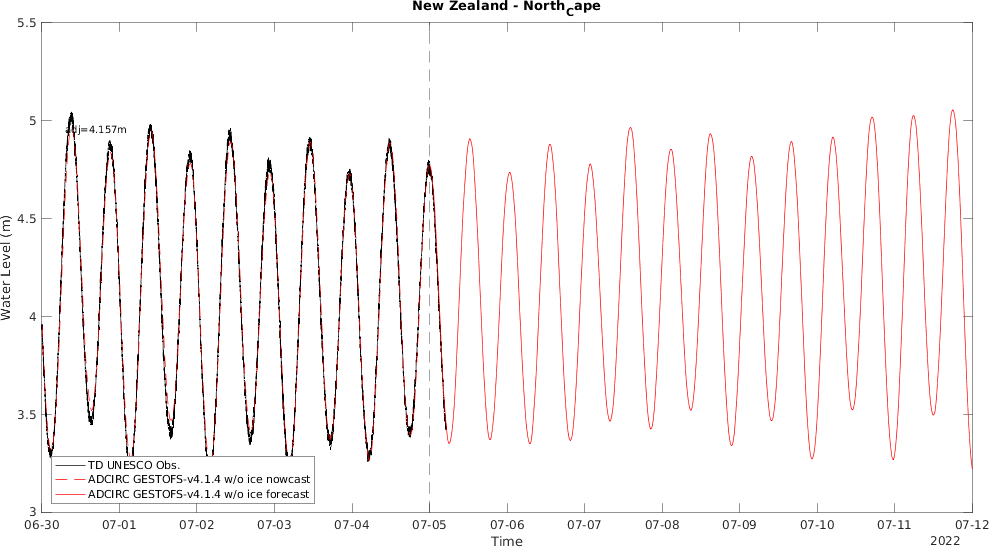 New Zealand - NorthCape
5.5
5
4.5
4
3.5
3
Water Level (m)
adj=4.157m
TD UNESCO Obs.
ADCIRC GESTOFS-v4.1.4 w/o ice nowcast
ADCIRC GESTOFS-v4.1.4 w/o ice forecast
06-30 07-01 07-02 07-03 07-04 07-05 07-06 07-07 07-08 07-09 07-10 07-11 07-12
Time
2022